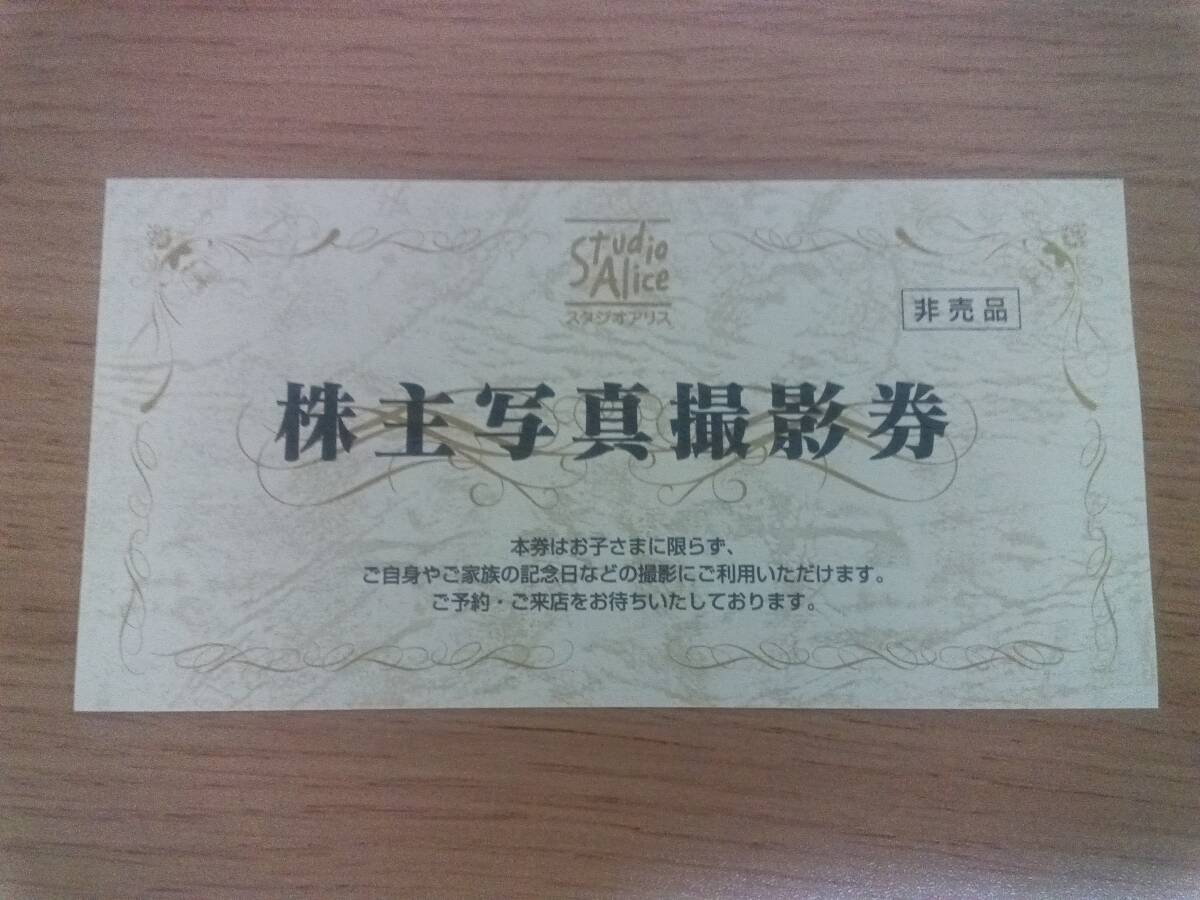 Studio
Alice
スタジオアリス
非売品
株主写真撮影券
本券はお子さまに限らず、
ご自身やご家族の記念日などの撮影にご利用いただけます。
ご予約・ご来店をお待ちいたしております。